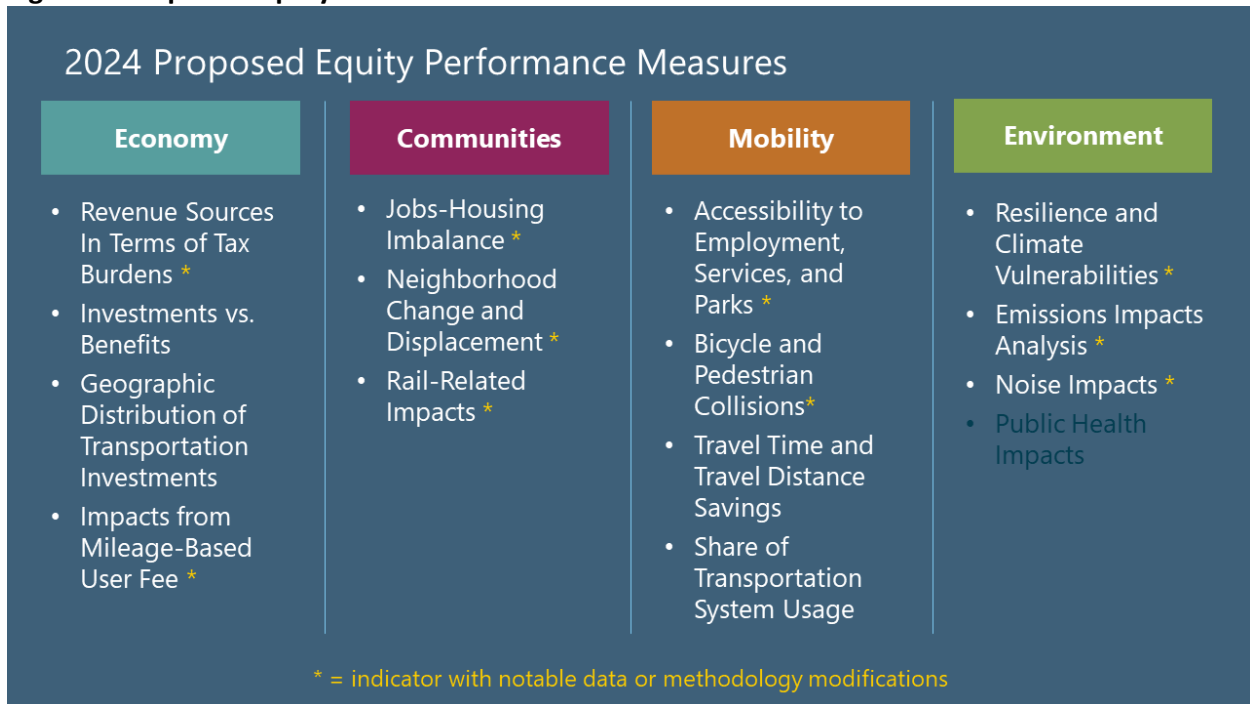 2024 Proposed Equity Performance Measures
Economy
• Revenue Sources
In Terms of Tax
Burdens *
• Investments vs.
Benefits
• Geographic
Distribution of
Transportation
Investments
• Impacts from
Mileage-Based
User Fee *
Communities
• Jobs-Housing
Imbalance *
• Neighborhood
Change and
Displacement *
• Rail-Related
Impacts *
Mobility
• Accessibility to
Employment,
Services, and
Parks *
• Bicycle and
Pedestrian
Collisions*
• Travel Time and
Travel Distance
Savings
• Share of
Transportation
System Usage
Environment
• Resilience and
Climate
Vulnerabilities *
• Emissions Impacts
Analysis *
• Noise Impacts *
• Public Health
Impacts
* = indicator with notable data or methodology modifications